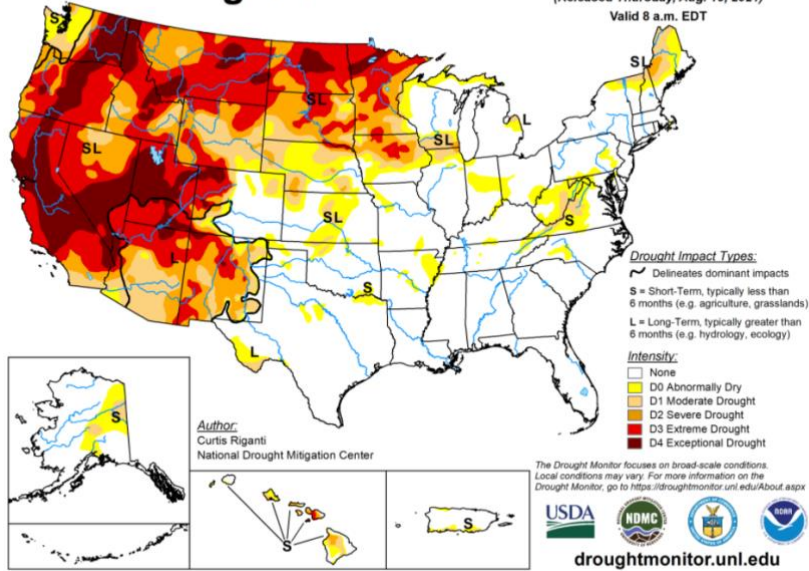 Valid 8 a.m. EDT
S
SL
SL
SL
L
SL
SL
S
L
S
L
Drought Impact Types:
Delineates dominant impacts
S = Short-Term, typically less than
6 months (e.g. agriculture, grasslands)
L = Long-Term, typically greater than
6 months (e.g. hydrology, ecology)
Intensity:
None
D0 Abnormally Dry
D1 Moderate Drought
D2 Severe Drought
D3 Extreme Drought
D4 Exceptional Drought
S
Author:
Curtis Riganti
National Drought Mitigation Center
S
S
The Drought Monitor focuses on broad-scale conditions.
Local conditions may vary. For more information on the
Drought Monitor, go to https://droughtmonitor.unl.edu/About.aspx
USDA
NDMC
NOAA
droughtmonitor.unl.edu